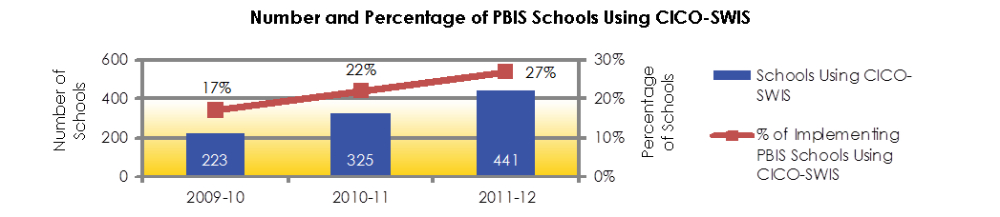 Number and Percentage of PBIS Schools Using CICO-SWIS
Number of
Schools
600
400
200
0
17%
22%
27%
223
325
441
2009-10
2010-11
2011-12
30%
20%
10%
0%
Percentage
of Schools
Schools Using CICO-
SWIS
% of Implementing
PBIS Schools Using
CICO-SWIS